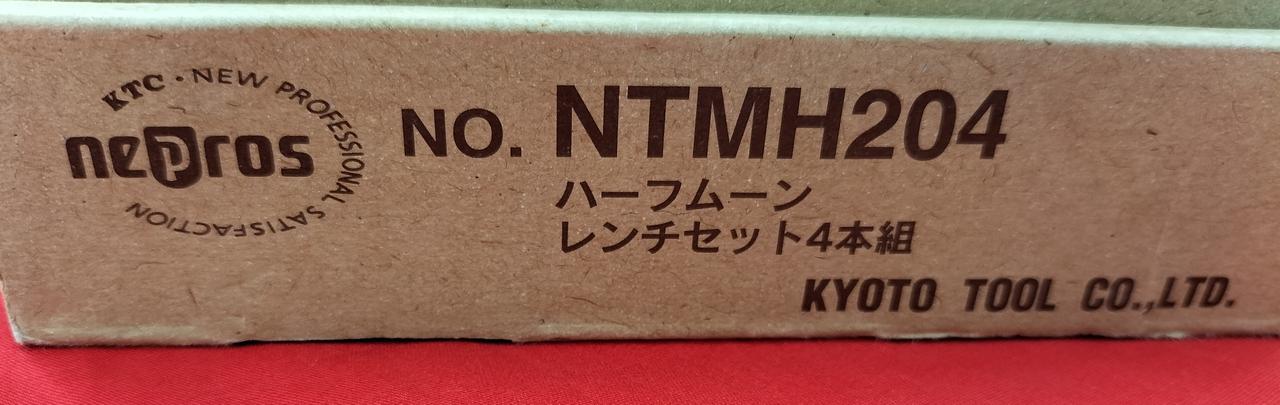 KTC・NEW PROFESSIONAL SATISFACTION
nepros
NO. NTMH204
ハーフムーン
レンチセット4本組
KYOTO TOOL CO.,LTD.